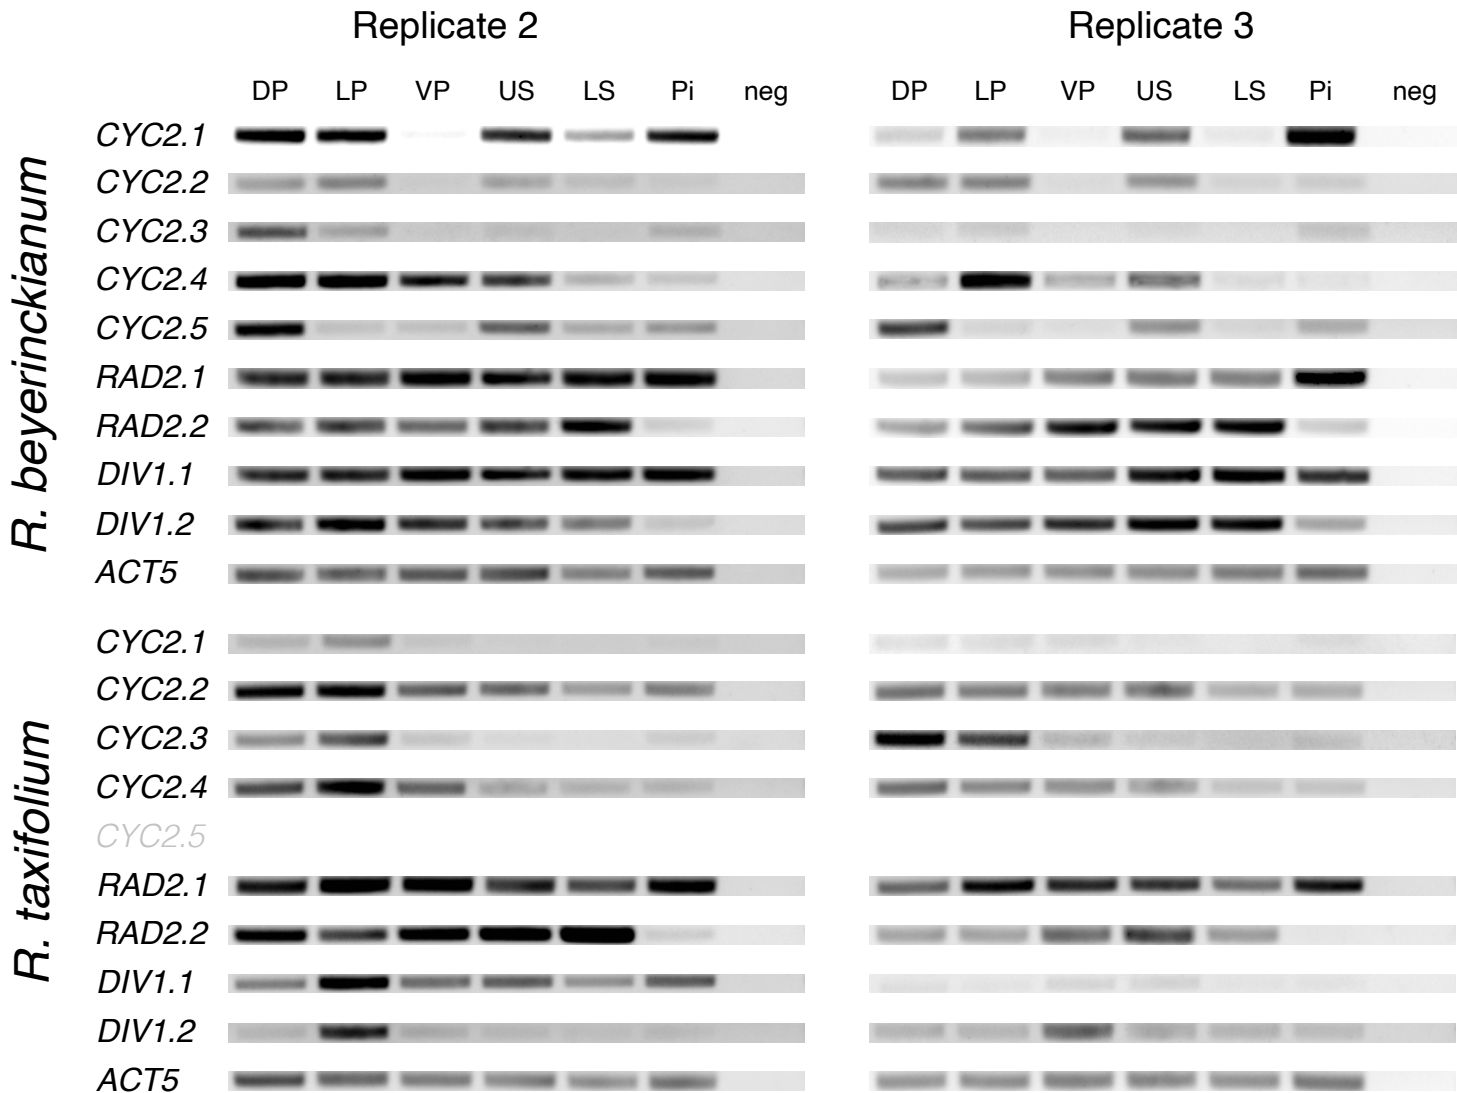 Replicate 2 Replicate 3
DP LP VP US LS Pi neg DP LP VP US LS Pi neg
R. beyerinckianum
CYC2.1
CYC2.2
CYC2.3
CYC2.4
CYC2.5
RAD2.1
RAD2.2
DIV1.1
DIV1.2
ACT5
R. taxifolium
CYC2.1
CYC2.2
CYC2.3
CYC2.4
CYC2.5
RAD2.1
RAD2.2
DIV1.1
DIV1.2
ACT5